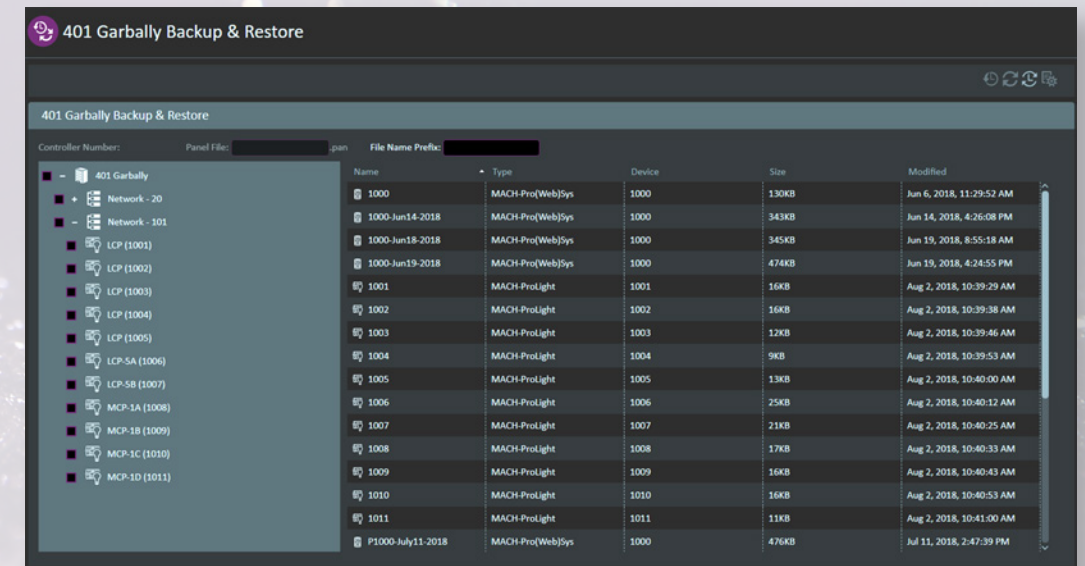 401 Garbally Backup & Restore
401 Garbally Backup & Restore
Controller Number: Panel File: .pan File Name Prefix:
401 Garbally
Network - 20
Network - 101
LCP (1001)
LCP (1002)
LCP (1003)
LCP (1004)
LCP (1005)
LCP-5A (1006)
LCP-5B (1007)
MCP-1A (1008)
MCP-1B (1009)
MCP-1C (1010)
MCP-1D (1011)
Name Type Device Size Modified
1000 MACH-Pro(Web)Sys 1000 130KB Jun 6, 2018, 11:29:52 AM
1000-Jun14-2018 MACH-Pro(Web)Sys 1000 343KB Jun 14, 2018, 4:26:08 PM
1000-Jun18-2018 MACH-Pro(Web)Sys 1000 345KB Jun 19, 2018, 8:55:18 AM
1000-Jun19-2018 MACH-Pro(Web)Sys 1000 474KB Jun 19, 2018, 4:24:55 PM
1001 MACH-ProLight 1001 16KB Aug 2, 2018, 10:39:29 AM
1002 MACH-ProLight 1002 16KB Aug 2, 2018, 10:39:38 AM
1003 MACH-ProLight 1003 12KB Aug 2, 2018, 10:39:46 AM
1004 MACH-ProLight 1004 9KB Aug 2, 2018, 10:39:53 AM
1005 MACH-ProLight 1005 13KB Aug 2, 2018, 10:40:00 AM
1006 MACH-ProLight 1006 25KB Aug 2, 2018, 10:40:12 AM
1007 MACH-ProLight 1007 21KB Aug 2, 2018, 10:40:25 AM
1008 MACH-ProLight 1008 17KB Aug 2, 2018, 10:40:33 AM
1009 MACH-ProLight 1009 16KB Aug 2, 2018, 10:40:43 AM
1010 MACH-ProLight 1010 16KB Aug 2, 2018, 10:40:53 AM
1011 MACH-ProLight 1011 11KB Aug 2, 2018, 10:41:00 AM
P1000-July11-2018 MACH-Pro(Web)Sys 1000 476KB Jul 11, 2018, 2:47:39 PM